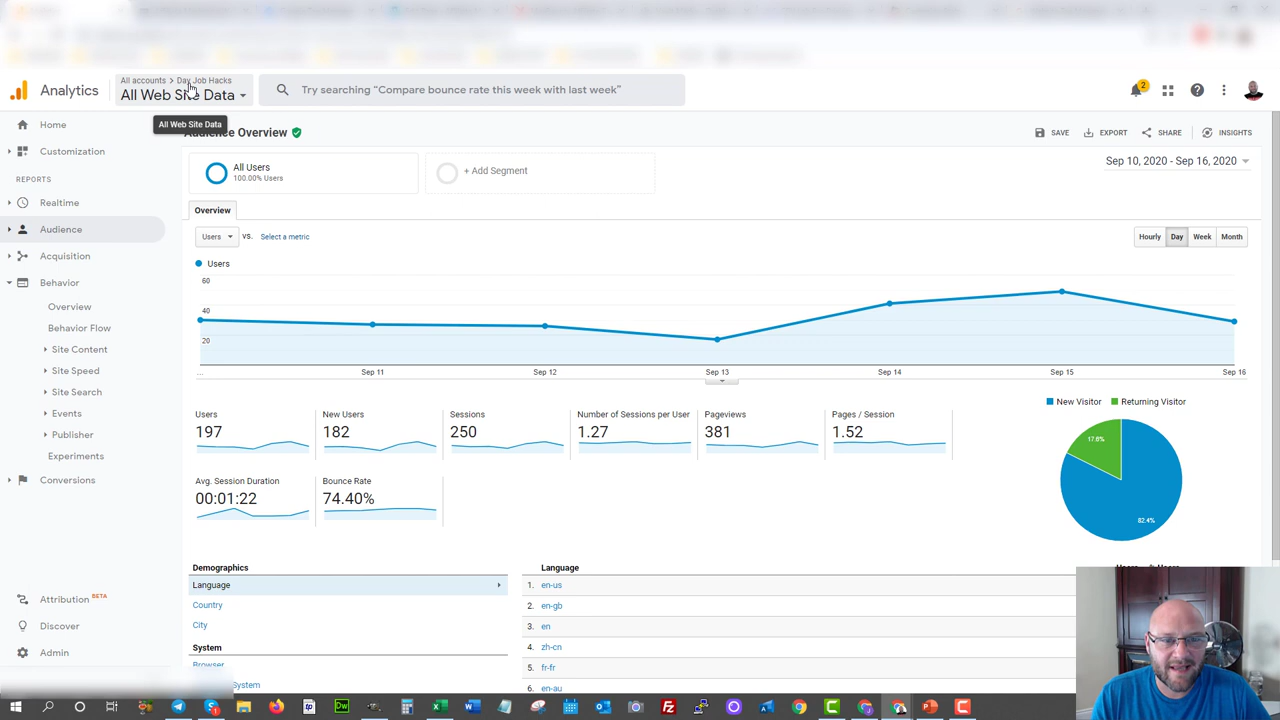 Analytics
All accounts > Day Job Hacks
All Web Site Data
Try searching “Compare bounce rate this week with last week”
2
All Web Site Data
Home
Customization
REPORTS
Realtime
Audience
Acquisition
Behavior
Overview
Behavior Flow
Site Content
Site Speed
Site Search
Events
Publisher
Experiments
Conversions
Attribution BETA
Discover
Admin
Audience Overview
SAVE
EXPORT
SHARE
INSIGHTS
All Users
100.00% Users
+ Add Segment
Sep 10, 2020 - Sep 16, 2020
Overview
Users
vs.
Select a metric
Hourly
Day
Week
Month
Users
60
40
20
...
Sep 11
Sep 12
Sep 13
Sep 14
Sep 15
Sep 16
Users
197
New Users
182
Sessions
250
Number of Sessions per User
1.27
Pageviews
381
Pages / Session
1.52
Avg. Session Duration
00:01:22
Bounce Rate
74.40%
New Visitor
Returning Visitor
17.6%
82.4%
Demographics
Language
Country
City
System
Browser
System
Language
1. en-us
2. en-gb
3. en
4. zh-cn
5. fr-fr
6. en-au